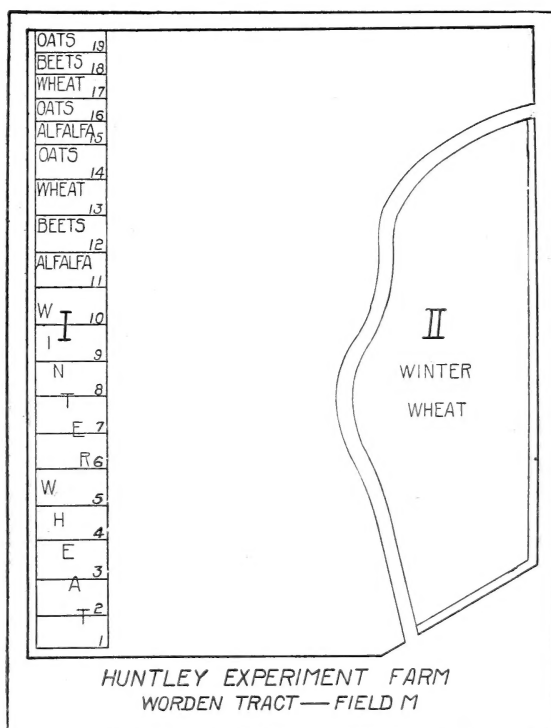 OATS 19
BEETS 18
WHEAT 17
OATS 16
ALFALFA 15
OATS
14
WHEAT
13
BEETS
12
ALFALFA
11
W I 10
I 9
N
T 8
E 7
R 6
W
5
H
4
E
3
A
T 2
1
II
WINTER
WHEAT
HUNTLEY EXPERIMENT FARM
WORDEN TRACT — FIELD M